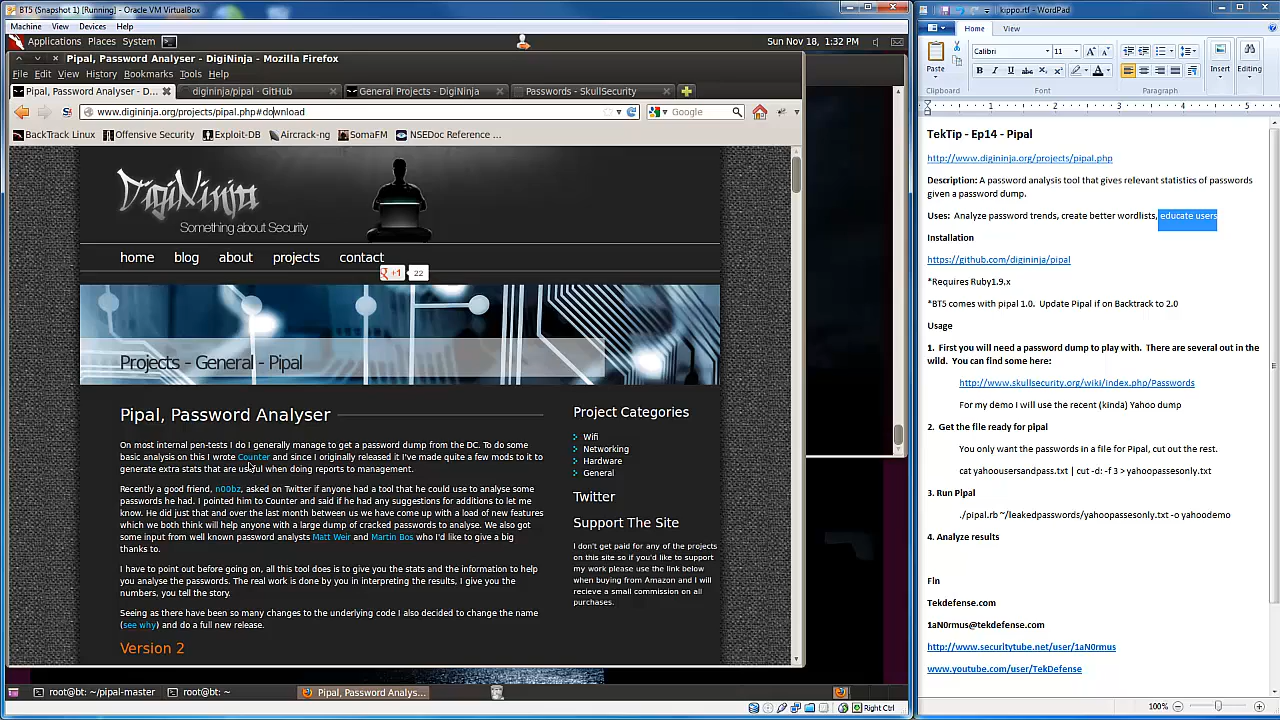 BT5 (Snapshot 1) [Running] - Oracle VM VirtualBox
Machine View Devices Help
Applications Places System
Sun Nov 18, 1:32 PM
Pipal, Password Analyser - DigiNinja - Mozilla Firefox
File Edit View History Bookmarks Tools Help
Pipal, Password Analyser - D...
digininja/pipal · GitHub
General Projects - DigiNinja
Passwords - SkullSecurity
www.digininja.org/projects/pipal.php#download
Google
BackTrack Linux Offensive Security Exploit-DB Aircrack-ng SomaFM NSEDoc Reference ...
DigiNinja
Something about Security
home blog about projects contact
+1 22
Projects - General - Pipal
Pipal, Password Analyser
On most internal pen-tests I do I generally manage to get a password dump from the DC. To do some
basic analysis on this I wrote Counter and since I originally released it I've made quite a few mods to it to
generate extra stats that are useful when doing reports to management.
Recently a good friend, n00bz, asked on Twitter if anyone had a tool that he could use to analyse some
passwords he had. I pointed him to Counter and said if he had any suggestions for additions to let me
know. He did just that and over the last month between us we have come up with a load of new features
which we both think will help anyone with a large dump of cracked passwords to analyse. We also got
some input from well known password analysts Matt Weir and Martin Bos who I'd like to give a big
thanks to.
I have to point out before going on, all this tool does is to give you the stats and the information to help
you analyse the passwords. The real work is done by you in interpreting the results, I give you the
numbers, you tell the story.
Seeing as there have been so many changes to the underlying code I also decided to change the name
(see why) and do a full new release.
Version 2
Project Categories
Wifi
Networking
Hardware
General
Twitter
Support The Site
I don't get paid for any of the projects
on this site so if you'd like to support
my work please use the link below
when buying from Amazon and I will
recieve a small commission on all
purchases.
root@bt: ~/pipal-master
root@bt: ~
Pipal, Password Analys...
Right Ctrl
kippo.rtf - WordPad
Home View
Paste
Calibri 11
Insert
Editing
Clipboard Font Paragraph
1 2 3 4 5
TekTip - Ep14 - Pipal
http://www.digininja.org/projects/pipal.php
Description: A password analysis tool that gives relevant statistics of passwords
given a password dump.
Uses: Analyze password trends, create better wordlists, educate users
Installation
https://github.com/digininja/pipal
*Requires Ruby1.9.x
*BT5 comes with pipal 1.0. Update Pipal if on Backtrack to 2.0
Usage
1. First you will need a password dump to play with. There are several out in the
wild. You can find some here:
http://www.skullsecurity.org/wiki/index.php/Passwords
For my demo I will use the recent (kinda) Yahoo dump
2. Get the file ready for pipal
You only want the passwords in a file for Pipal, cut out the rest.
cat yahoousersandpass.txt | cut -d: -f 3 > yahoopassesonly.txt
3. Run Pipal
./pipal.rb ~/leakedpasswords/yahoopassesonly.txt -o yahoodemo
4. Analyze results
Fin
Tekdefense.com
1aN0rmus@tekdefense.com
http://www.securitytube.net/user/1aN0rmus
www.youtube.com/user/TekDefense
100%